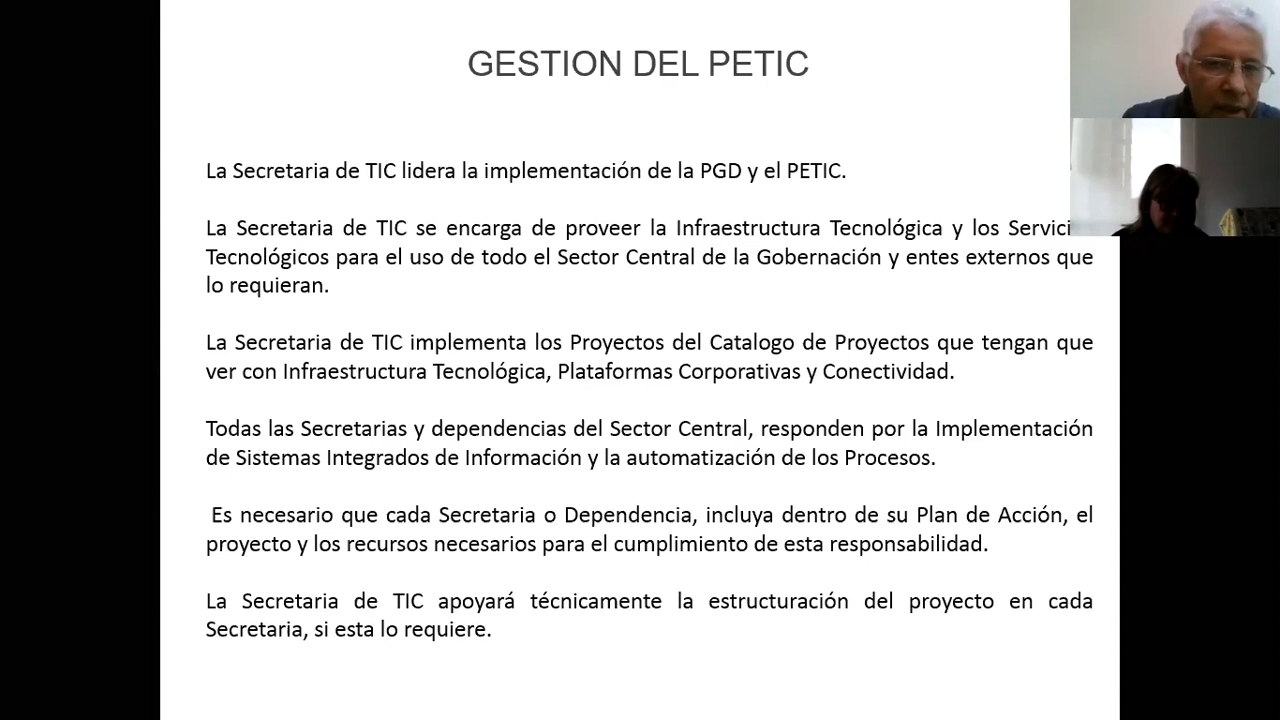 GESTION DEL PETIC
La Secretaria de TIC lidera la implementación de la PGD y el PETIC.
La Secretaria de TIC se encarga de proveer la Infraestructura Tecnológica y los
Tecnológicos para el uso de todo el Sector Central de la Gobernación y entes externos que
lo requieran.
La Secretaria de TIC implementa los Proyectos del Catalogo de Proyectos que tengan que
ver con Infraestructura Tecnológica, Plataformas Corporativas y Conectividad.
Todas las Secretarias y dependencias del Sector Central, responden por la Implementación
de Sistemas Integrados de Información y la automatización de los Procesos.
Es necesario que cada Secretaria o Dependencia, incluya dentro de su Plan de Acción, el
proyecto y los recursos necesarios para el cumplimiento de esta responsabilidad.
La Secretaria de TIC apoyará técnicamente la estructuración del proyecto en cada
Secretaria, si esta lo requiere.